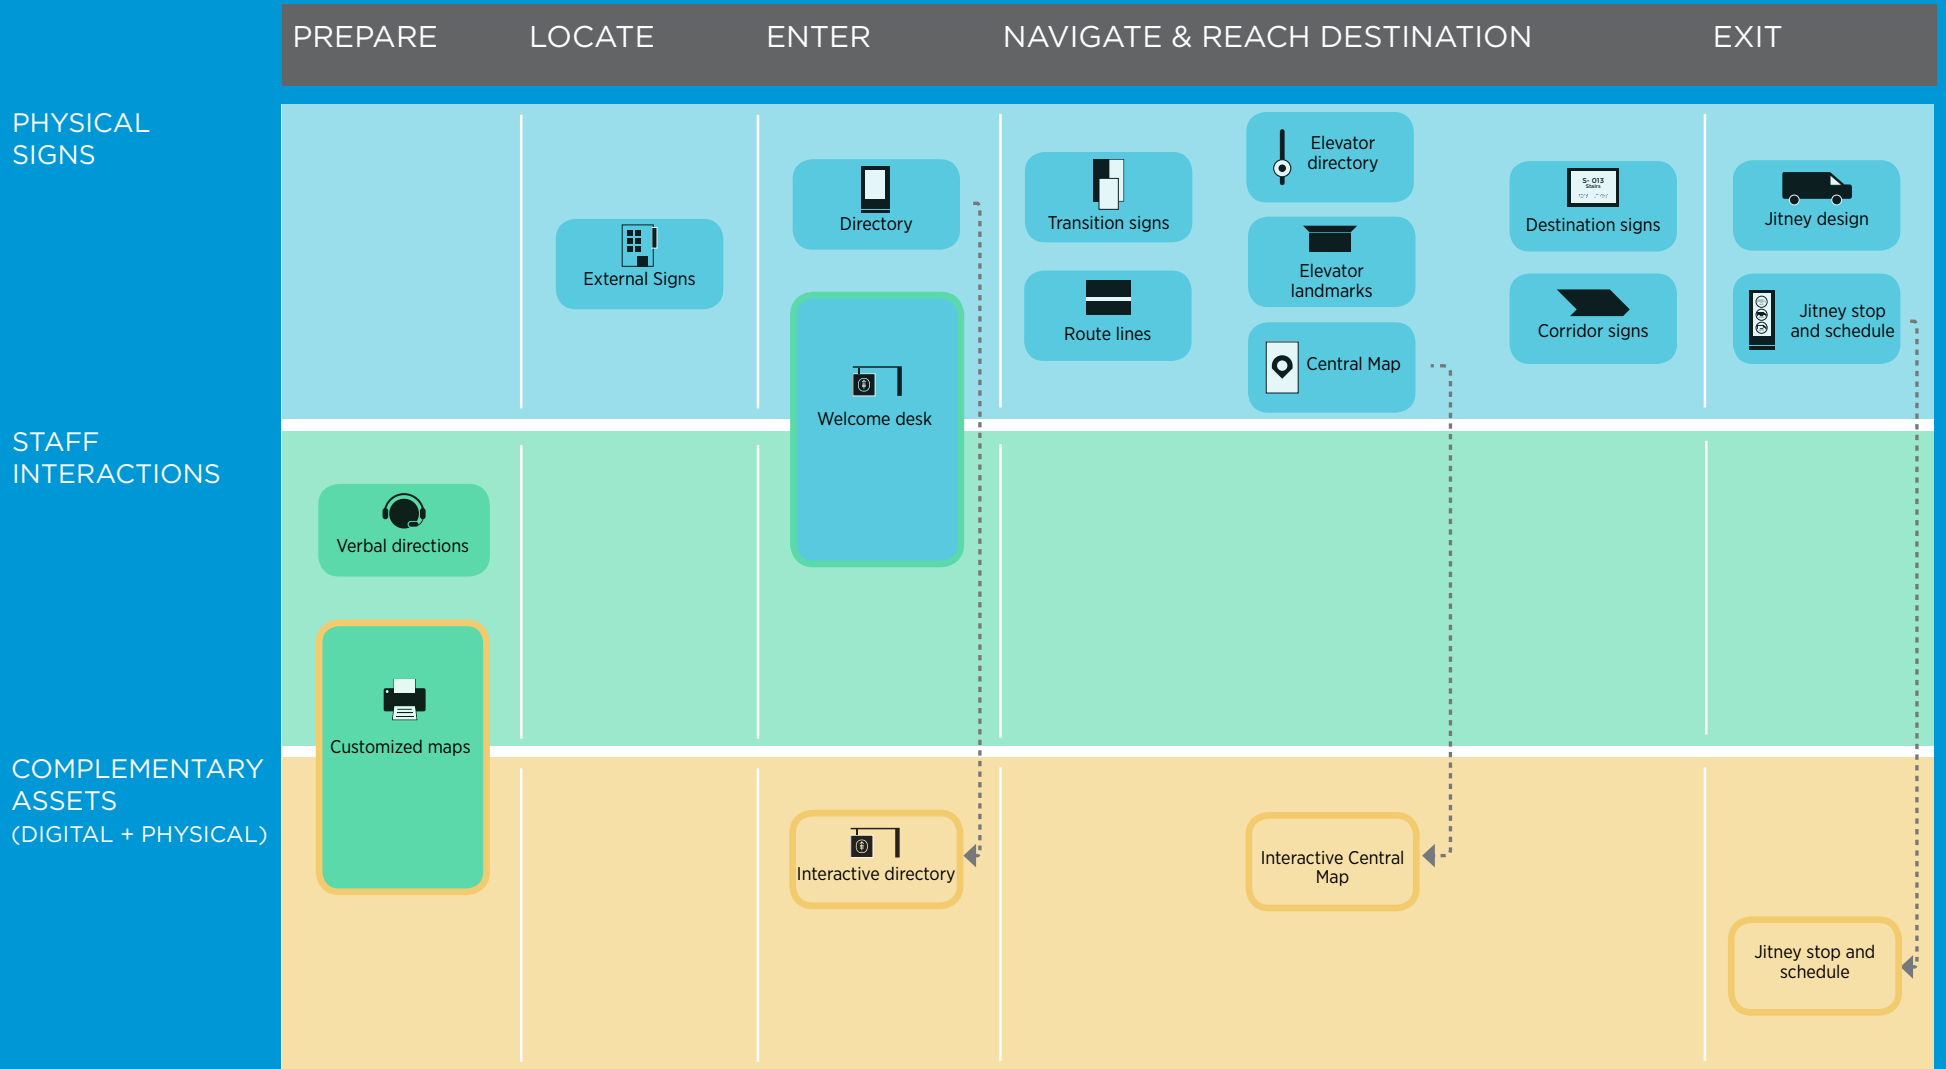 PREPARE
LOCATE
ENTER
NAVIGATE & REACH DESTINATION
EXIT
PHYSICAL
SIGNS
External Signs
Directory
Welcome desk
Transition signs
Route lines
Elevator
directory
Elevator
landmarks
Central Map
S- 013
Stairs
Destination signs
Corridor signs
Jitney design
Jitney stop
and schedule
STAFF
INTERACTIONS
Verbal directions
Customized maps
COMPLEMENTARY
ASSETS
(DIGITAL + PHYSICAL)
Interactive directory
Interactive Central
Map
Jitney stop and
schedule